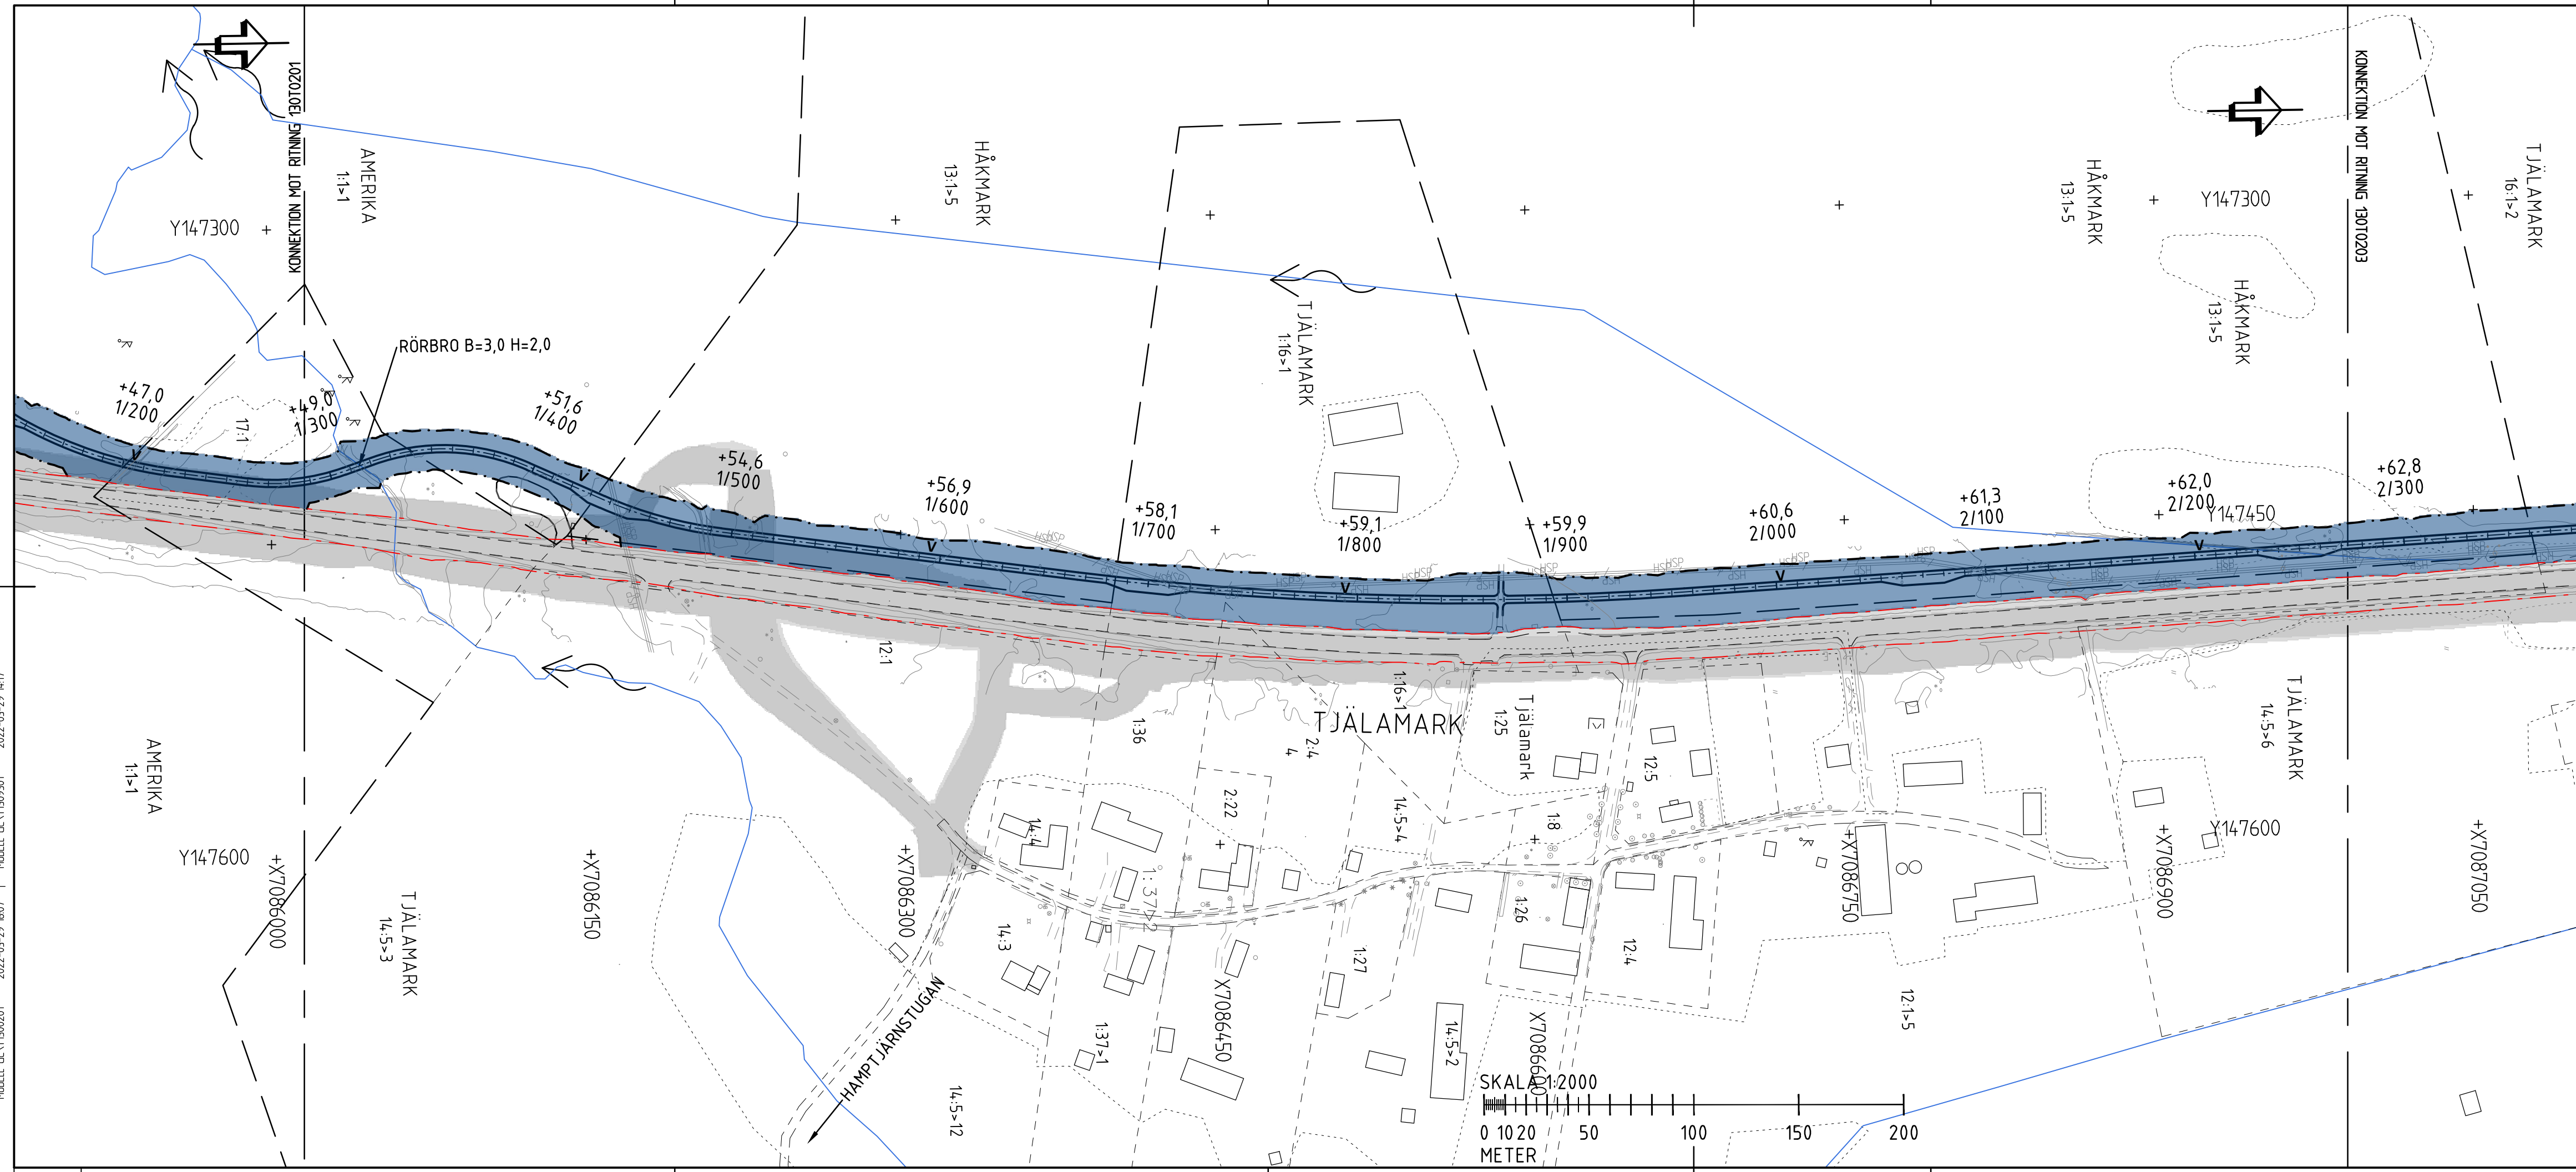 KONNEKTION MOT RITNING 130T0201
AMERIKA
1:1>1
Y147300
HÅKMARK
13:1>5
TJÄLAMARK
1:16>1
HÅKMARK
13:1>5
Y147300
HÅKMARK
13:1>5
KONNEKTION MOT RITNING 130T0203
TJÄLAMARK
16:1>2
RÖRBRO B=3,0 H=2,0
+47,0
1/200
17:1
+49,0
1/300
+51,6
1/400
+54,6
1/500
+56,9
1/600
+58,1
1/700
+59,1
1/800
+59,9
1/900
+60,6
2/000
+61,3
2/100
+62,0
2/200
Y147450
+62,8
2/300
12:1
1:36
2:4
4
TJÄLAMARK
1:16>1
1:25
Tjälamark
12:5
TJÄLAMARK
14:5>6
AMERIKA
1:1>1
Y147600
X7086000
TJÄLAMARK
14:5>3
X7086150
X7086300
14:4
2:22
1:37>2
14:5>4
1:8
X7086750
X7086900
Y147600
X7087050
14:3
1:37>1
X7086450
1:27
1:26
12:4
14:5>2
X7086600
12:1>5
HAMPTJÄRNSTUGAN
14:5>12
SKALA 1:2000
0 10 20 50 100 150 200
METER